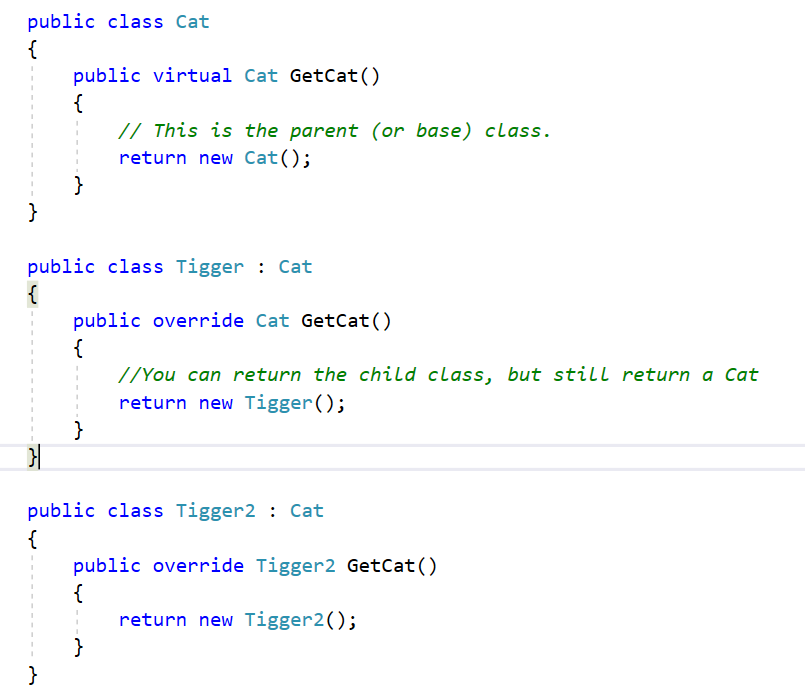 public class Cat
{
public virtual Cat GetCat()
{
// This is the parent (or base) class.
return new Cat();
}
}
public class Tigger : Cat
{
public override Cat GetCat()
{
//You can return the child class, but still return a Cat
return new Tigger();
}
}
public class Tigger2 : Cat
{
public override Tigger2 GetCat()
{
return new Tigger2();
}
}